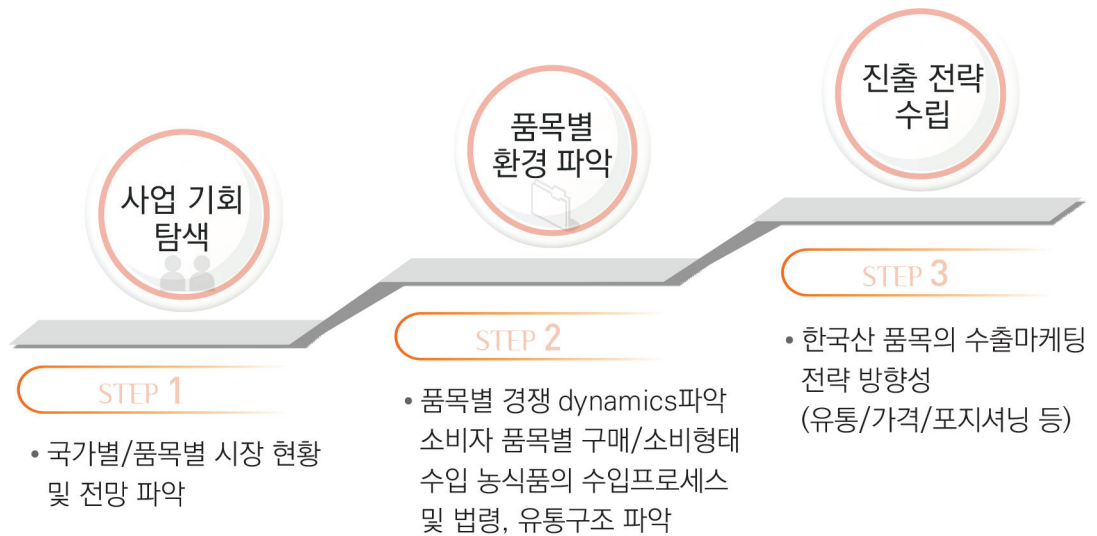 사업 기회
탐색
STEP 1
• 국가별/품목별 시장 현황
및 전망 파악
품목별
환경 파악
STEP 2
• 품목별 경쟁 dynamics파악
소비자 품목별 구매/소비형태
수입 농식품의 수입프로세스
및 법령, 유통구조 파악
진출 전략
수립
STEP 3
• 한국산 품목의 수출마케팅
전략 방향성
(유통/가격/포지셔닝 등)